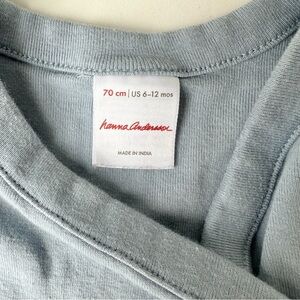 70 cm | US 6-12 mos
hanna andersson
MADE IN INDIA